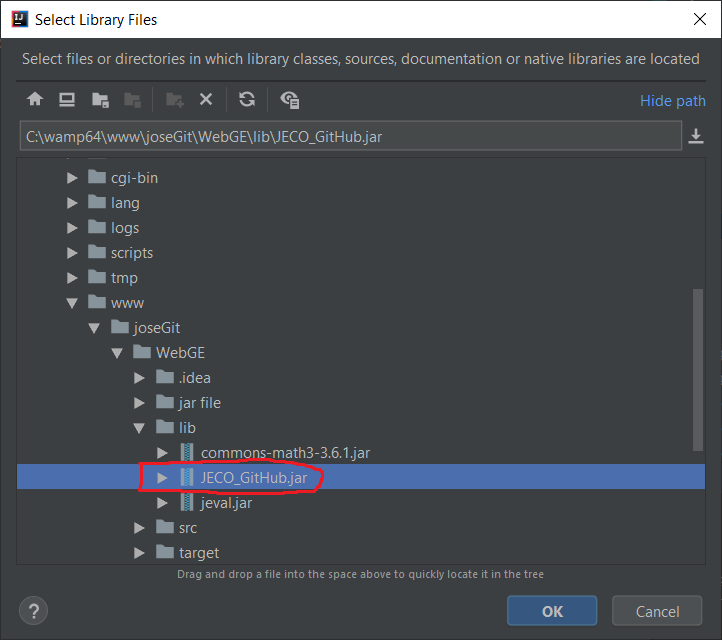 IJ Select Library Files
Select files or directories in which library classes, sources, documentation or native libraries are located
Hide path
C:\wamp64\www\joseGit\WebGE\lib\JECO_GitHub.jar
cgi-bin
lang
logs
scripts
tmp
www
joseGit
WebGE
.idea
jar file
lib
commons-math3-3.6.1.jar
JECO_GitHub.jar
jeval.jar
src
target
Drag and drop a file into the space above to quickly locate it in the tree
? OK Cancel